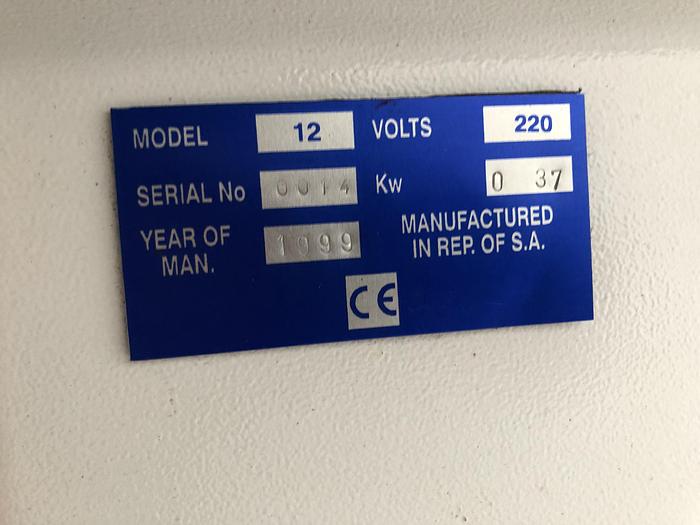 MODEL 12 VOLTS 220
SERIAL No 0014 Kw 0 37
YEAR OF MAN. 1999 MANUFACTURED
IN REP. OF S.A.
CE